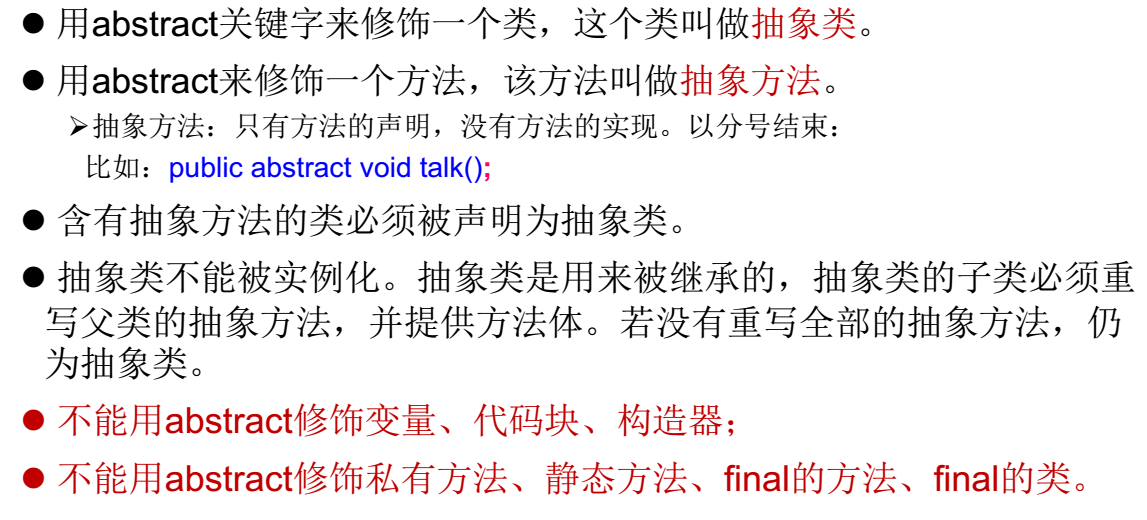 ● 用abstract关键字来修饰一个类，这个类叫做抽象类。
● 用abstract来修饰一个方法，该方法叫做抽象方法。
➢抽象方法：只有方法的声明，没有方法的实现。以分号结束：
比如：public abstract void talk();
● 含有抽象方法的类必须被声明为抽象类。
● 抽象类不能被实例化。抽象类是用来被继承的，抽象类的子类必须重
写父类的抽象方法，并提供方法体。若没有重写全部的抽象方法，仍
为抽象类。
● 不能用abstract修饰变量、代码块、构造器；
● 不能用abstract修饰私有方法、静态方法、final的方法、final的类。